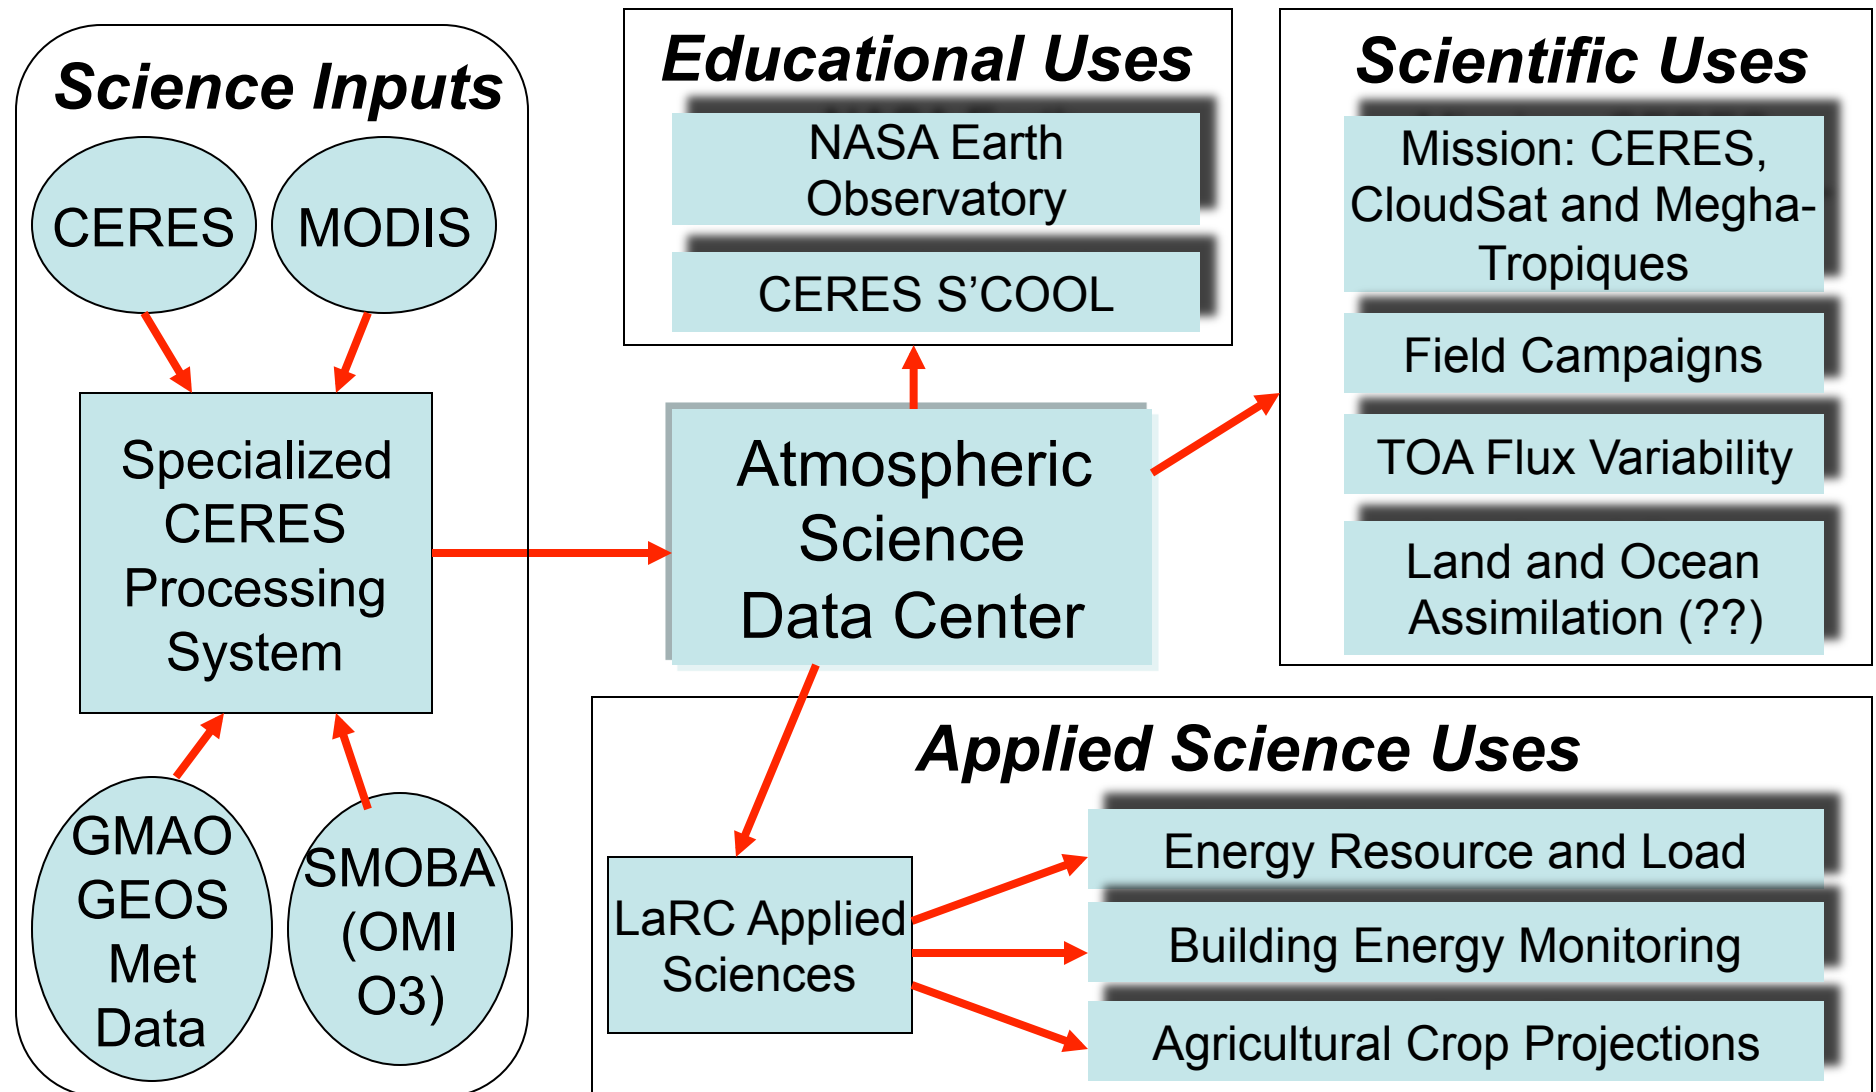 Science Inputs
CERES
MODIS
Specialized
CERES
Processing
System
GMAO
GEOS
Met
Data
SMOBA
(OMI
O3)
Educational Uses
NASA Earth
Observatory
CERES S’COOL
Atmospheric
Science
Data Center
Scientific Uses
Mission: CERES,
CloudSat and Megha-
Tropiques
Field Campaigns
TOA Flux Variability
Land and Ocean
Assimilation (??)
Applied Science Uses
LaRC Applied
Sciences
Energy Resource and Load
Building Energy Monitoring
Agricultural Crop Projections